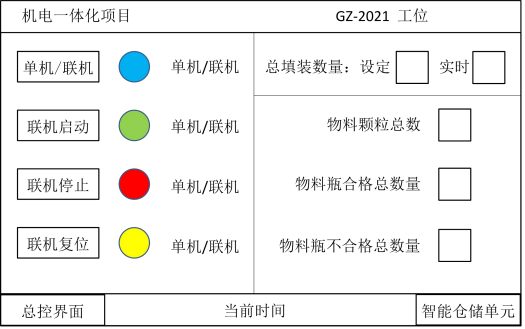 机电一体化项目 GZ-2021 工位
单机/联机 单机/联机 总填装数量：设定 实时
联机启动 单机/联机 物料颗粒总数
联机停止 单机/联机 物料瓶合格总数量
联机复位 单机/联机 物料瓶不合格总数量
总控界面 当前时间 智能仓储单元